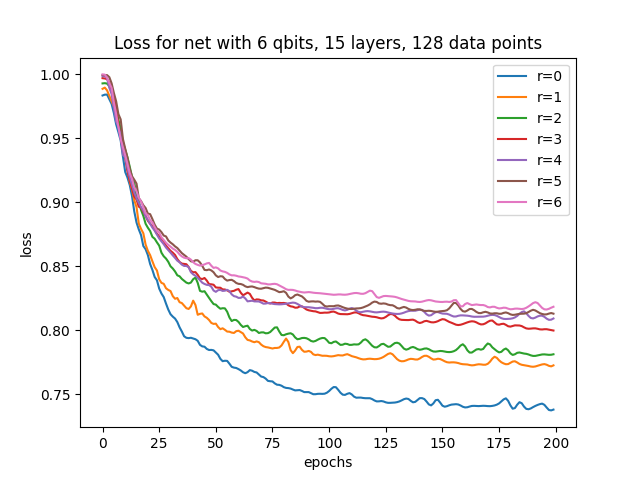 Loss for net with 6 qbits, 15 layers, 128 data points
1.00
0.95
0.90
0.85
0.80
0.75
loss
r=0
r=1
r=2
r=3
r=4
r=5
r=6
0 25 50 75 100 125 150 175 200
epochs